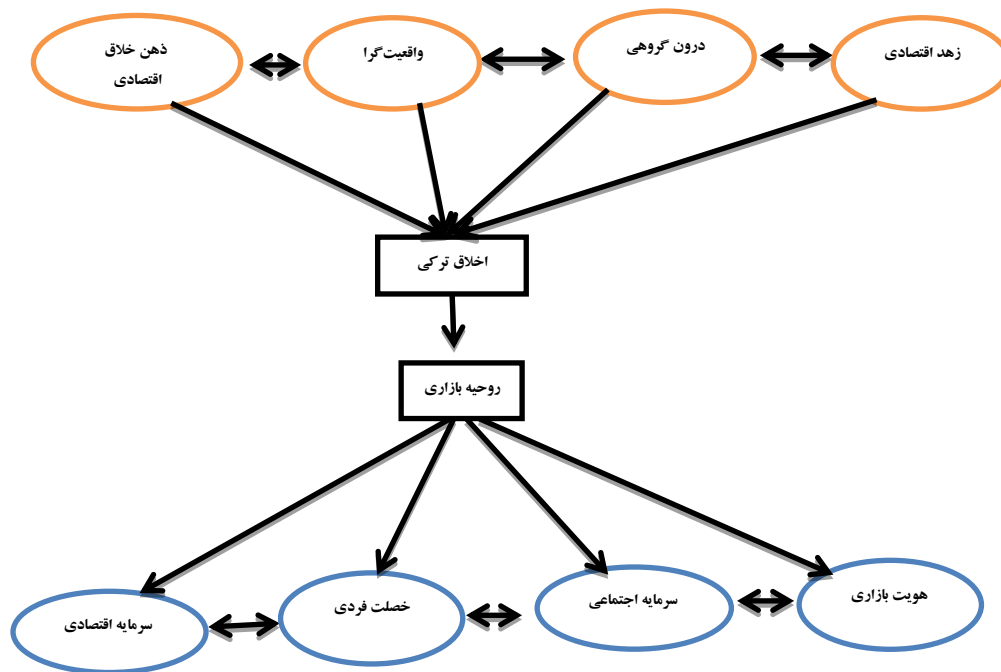 زهد اقتصادی
درون گروهی
واقعیت‌گرا
ذهن خلاق
اقتصادی
اخلاق ترکی
روحیه بازاری
هویت بازاری
سرمایه اجتماعی
خصلت فردی
سرمایه اقتصادی